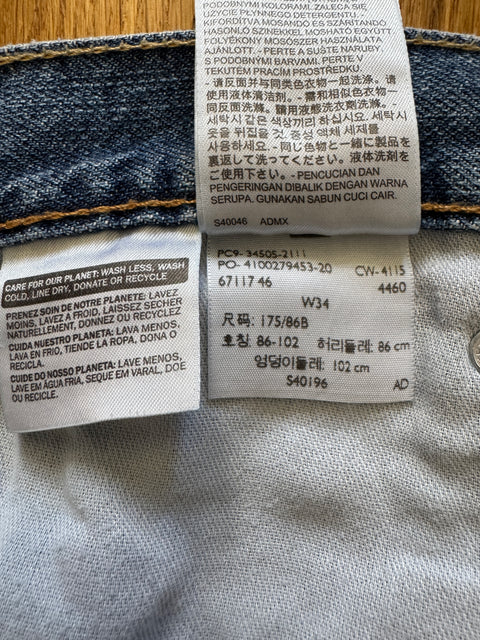 PODOBNYMI KOLORAMI. ZALECA SIĘ
UŻYCIE PŁYNNEGO DETERGENTU. -
KIFORDÍTVA MOSANDÓ ÉS SZÁRÍTANDÓ
HASONLÓ SZÍNEKKEL. MOSHATÓ EGYÜTT.
FOLYÉKONY MOSÓSZER HASZNÁLATA
AJÁNLOTT. - PERTE A SUŠTE NARUBY
S PODOBNÝMI BARVAMI. PERTE V
TEKUTÉM PRACÍM PROSTŘEDKU.
- 请反面并与同类色衣物一起洗涤。请
使用液体清洁剂。- 需和相似色衣物一
同反面洗滌。請用液態洗衣劑洗滌。
세탁시 같은 색상끼리 하십시요. 세탁시
옷을 뒤집을 것. 중성 액체 세제를
사용하세요. - 同じ色物と一緒に製品を
裏返して洗ってください。液体洗剤を
ご使用下さい。- PENCUCIAN DAN
PENGERINGAN DIBALIK DENGAN WARNA
SERUPA. GUNAKAN SABUN CUCI CAIR.
S40046 ADMX
CARE FOR OUR PLANET: WASH LESS, WASH
COLD, LINE DRY, DONATE OR RECYCLE
PRENEZ SOIN DE NOTRE PLANETE: LAVEZ
MOINS, LAVEZ A FROID, LAISSEZ SECHER
NATURELLEMENT, DONNEZ OU RECYCLEZ
CUIDA NUESTRO PLANETA: LAVA MENOS,
LAVA EN FRIO, TIENDE LA ROPA, DONA O
RECICLA.
CUIDE DO NOSSO PLANETA: LAVE MENOS,
LAVE EM ÁGUA FRIA, SEQUE EM VARAL, DOE
OU RECICLE.
PC9-34505-2111
PO- 4100279453-20 CW- 4115
67117 46 4460
W34
尺码: 175/86B
호칭: 86-102 허리둘레: 86 cm
엉덩이둘레: 102 cm
S40196 AD